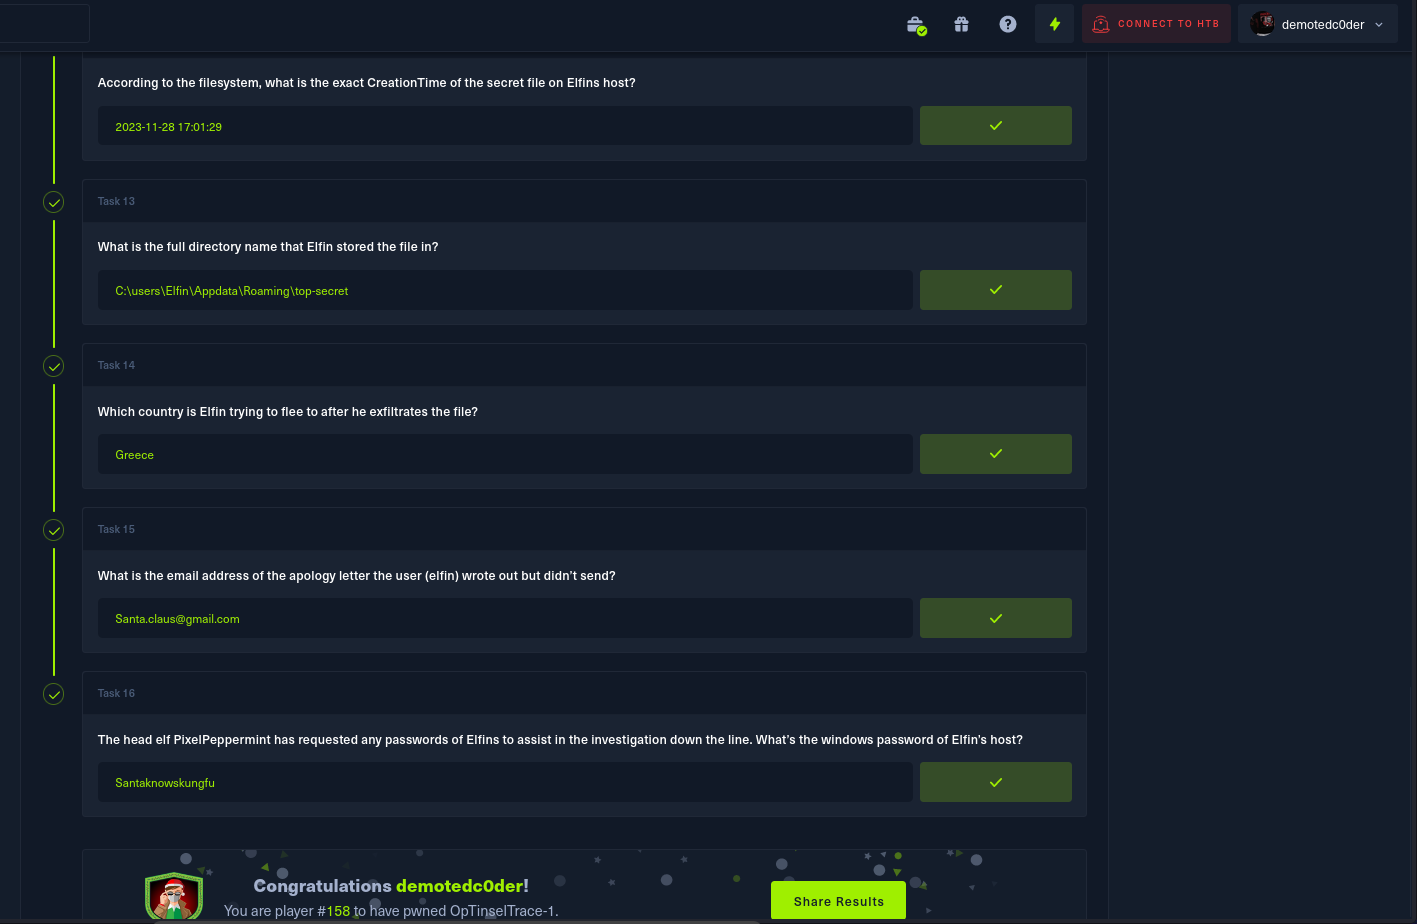 CONNECT TO HTB
demotedc0der
According to the filesystem, what is the exact CreationTime of the secret file on Elfins host?
2023-11-28 17:01:29
Task 13
What is the full directory name that Elfin stored the file in?
C:\users\Elfin\Appdata\Roaming\top-secret
Task 14
Which country is Elfin trying to flee to after he exfiltrates the file?
Greece
Task 15
What is the email address of the apology letter the user (elfin) wrote out but didn't send?
Santa.claus@gmail.com
Task 16
The head elf PixelPeppermint has requested any passwords of Elfins to assist in the investigation down the line. What's the windows password of Elfin's host?
Santaknowskungfu
Congratulations demotedc0der!
You are player #158 to have pwned OpTinselTrace-1.
Share Results